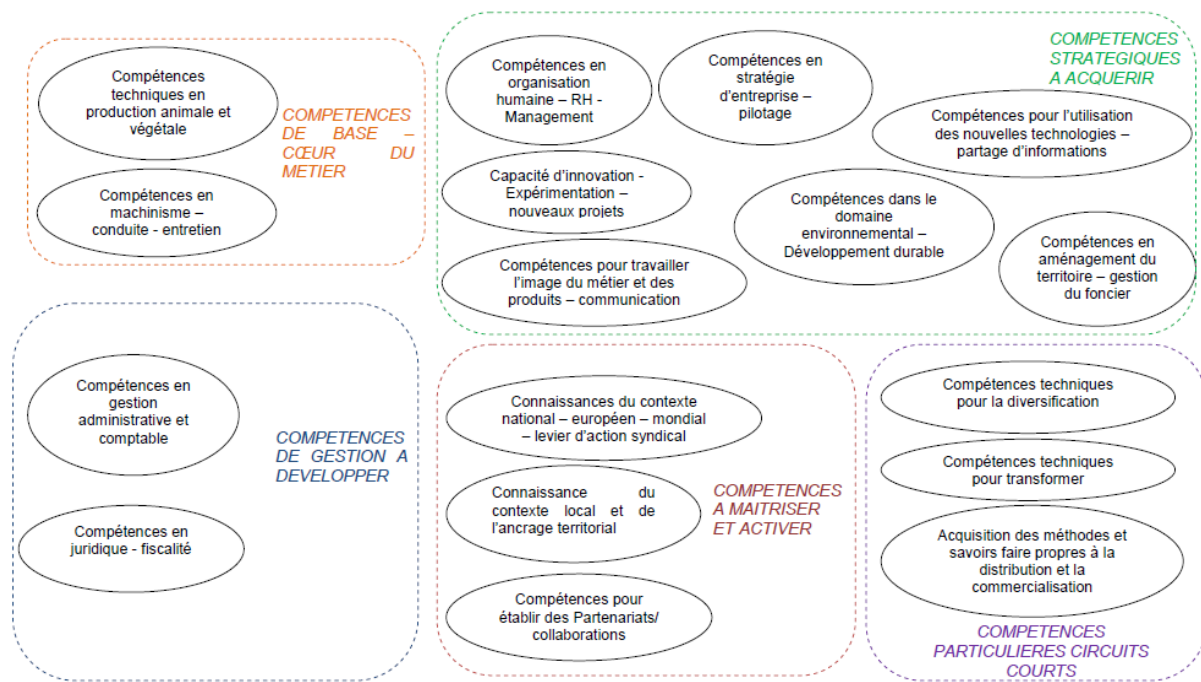 Compétences
techniques en
production animale et
végétale
Compétences en
machinisme –
conduite - entretien
COMPETENCES
DE BASE –
CŒUR DU
METIER
Compétences en
organisation
humaine – RH -
Management
Compétences en
stratégie
d'entreprise –
pilotage
COMPETENCES
STRATEGIQUES
A ACQUERIR
Compétences pour l'utilisation
des nouvelles technologies –
partage d'informations
Capacité d'innovation -
Expérimentation –
nouveaux projets
Compétences dans le
domaine
environnemental –
Développement durable
Compétences en
aménagement du
territoire – gestion
du foncier
Compétences pour travailler
l'image du métier et des
produits – communication
Compétences en
gestion
administrative et
comptable
Compétences en
juridique - fiscalité
COMPETENCES
DE GESTION A
DEVELOPPER
Connaissances du contexte
national – européen – mondial
– levier d'action syndical
Connaissance du
contexte local et de
l'ancrage territorial
Compétences pour
établir des Partenariats/
collaborations
COMPETENCES
A MAITRISER
ET ACTIVER
Compétences techniques
pour la diversification
Compétences techniques
pour transformer
Acquisition des méthodes et
savoirs faire propres à la
distribution et la
commercialisation
COMPETENCES
PARTICULIERES CIRCUITS
COURTS